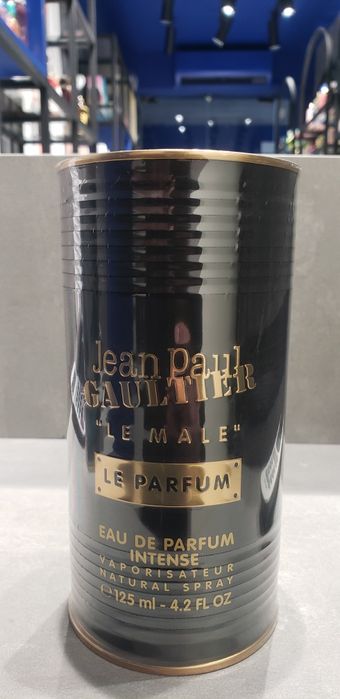 Jean Paul
GAULTIER
"LE MALE"
LE PARFUM
EAU DE PARFUM
INTENSE
VAPORISATEUR
NATURAL SPRAY
℮ 125 ml - 4.2 FL OZ